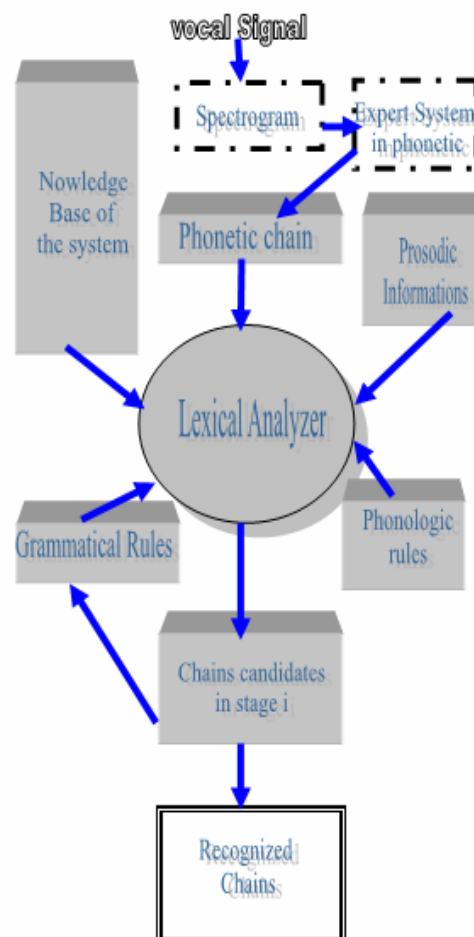 vocal Signal
Spectrogram
Expert System
in phonetic
Nowledge
Base of
the system
Phonetic chain
Prosodic
Informations
Lexical Analyzer
Grammatical Rules
Phonologic
rules
Chains candidates
in stage i
Recognized
Chains